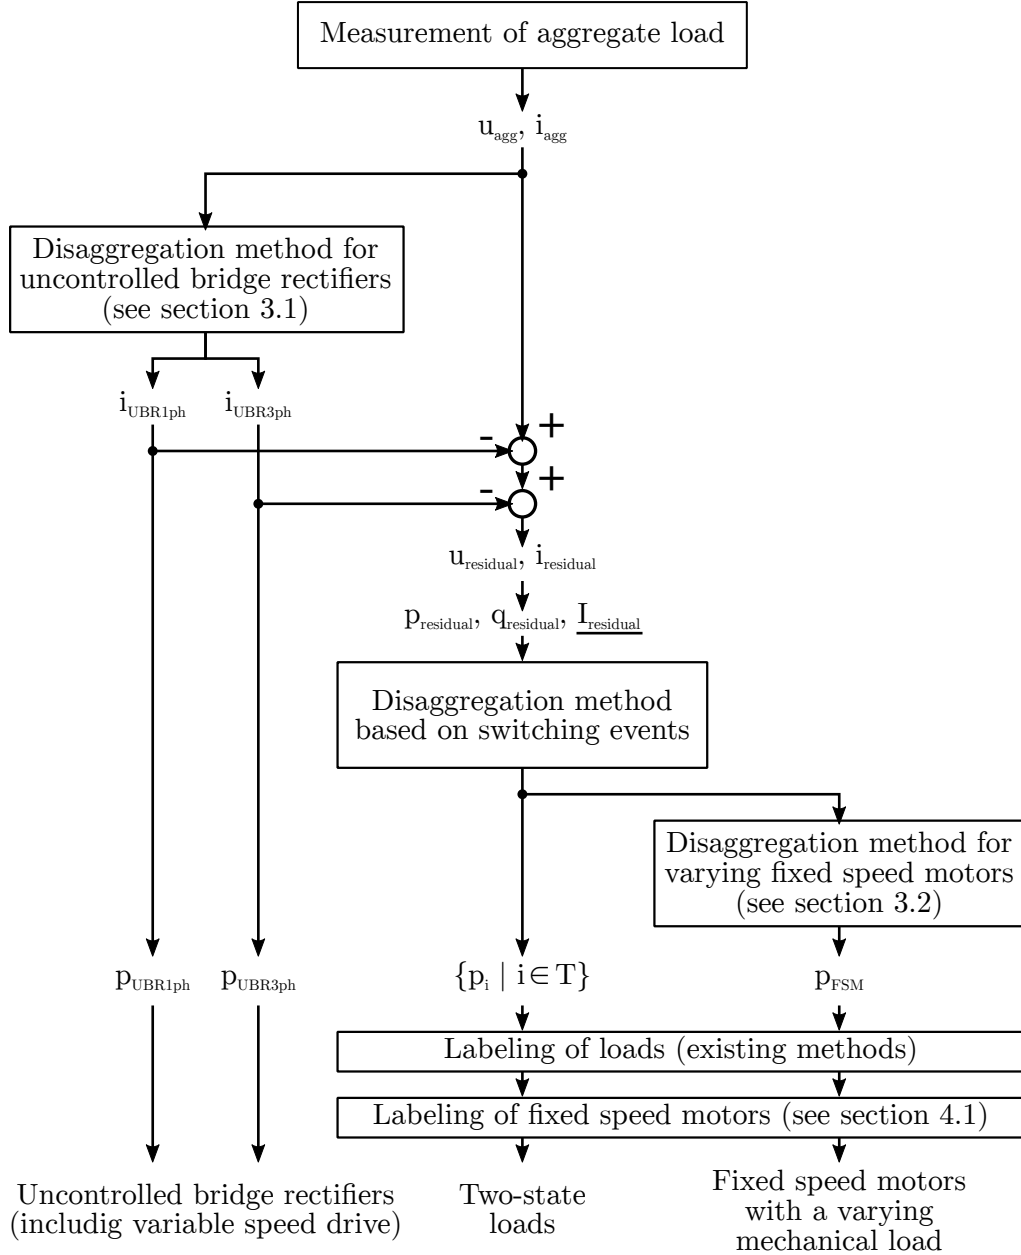 Measurement of aggregate load
u_agg, i_agg
Disaggregation method for
uncontrolled bridge rectifiers
(see section 3.1)
i_UBR1ph i_UBR3ph
- +
- +
u_residual, i_residual
p_residual, q_residual, I_residual
Disaggregation method
based on switching events
Disaggregation method for
varying fixed speed motors
(see section 3.2)
p_UBR1ph p_UBR3ph {p_i | i ∈ T} p_FSM
Labeling of loads (existing methods)
Labeling of fixed speed motors (see section 4.1)
Uncontrolled bridge rectifiers
(includig variable speed drive)
Two-state
loads
Fixed speed motors
with a varying
mechanical load